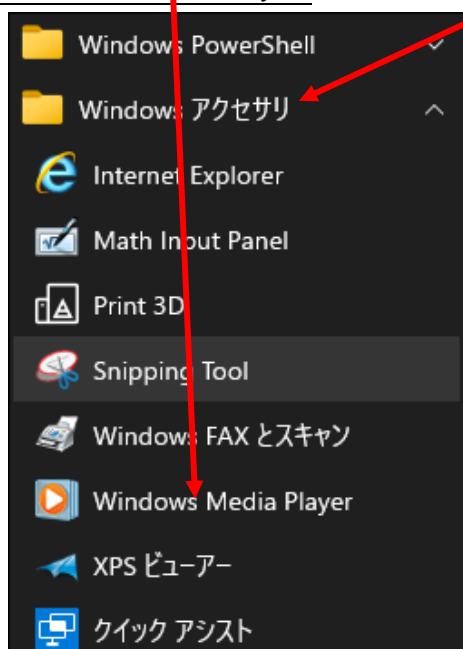 Windows PowerShell
Windows アクセサリ
Internet Explorer
Math Input Panel
Print 3D
Snipping Tool
Windows FAX とスキャン
Windows Media Player
XPS ビューアー
クイック アシスト